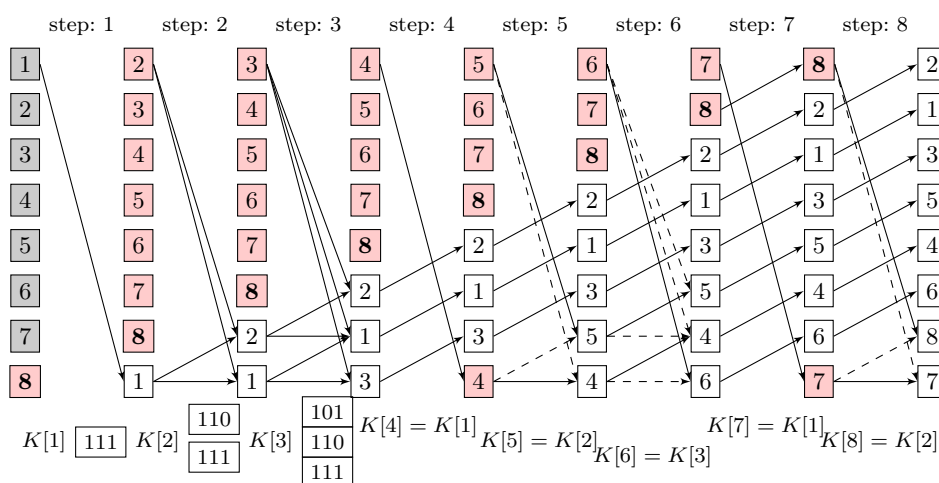 step: 1 step: 2 step: 3 step: 4 step: 5 step: 6 step: 7 step: 8
1 2 3 4 5 6 7 8 2
2 3 4 5 6 7 8 2 1
3 4 5 6 7 8 2 1 3
4 5 6 7 8 2 1 3 5
5 6 7 8 2 1 3 5 4
6 7 8 2 1 3 5 4 6
7 8 2 1 3 5 4 6 8
8 1 1 3 4 4 6 7 7
K[1] 111 K[2] 110 111 K[3] 101 110 111 K[4] = K[1] K[5] = K[2] K[6] = K[3] K[7] = K[1] K[8] = K[2]